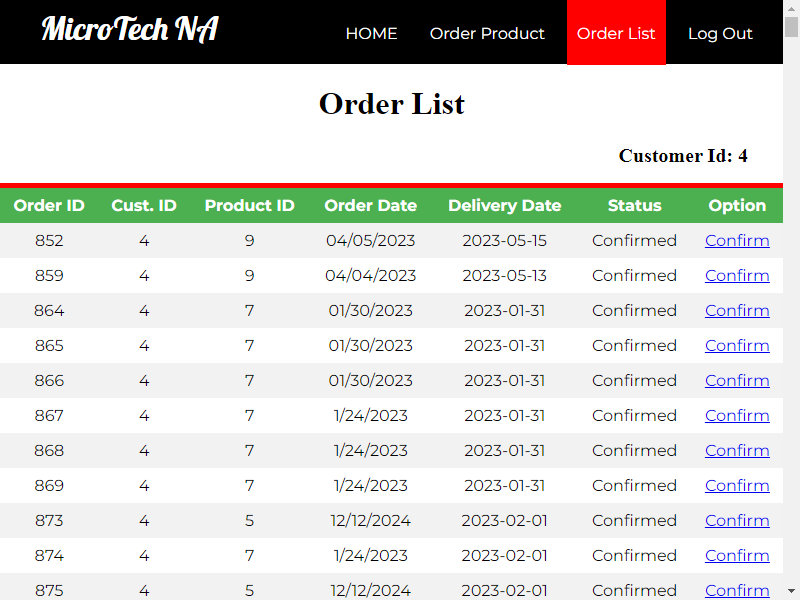 MicroTech NA
HOME Order Product Order List Log Out
Order List
Customer Id: 4
Order ID Cust. ID Product ID Order Date Delivery Date Status Option
852 4 9 04/05/2023 2023-05-15 Confirmed Confirm
859 4 9 04/04/2023 2023-05-13 Confirmed Confirm
864 4 7 01/30/2023 2023-01-31 Confirmed Confirm
865 4 7 01/30/2023 2023-01-31 Confirmed Confirm
866 4 7 01/30/2023 2023-01-31 Confirmed Confirm
867 4 7 1/24/2023 2023-01-31 Confirmed Confirm
868 4 7 1/24/2023 2023-01-31 Confirmed Confirm
869 4 7 1/24/2023 2023-01-31 Confirmed Confirm
873 4 5 12/12/2024 2023-02-01 Confirmed Confirm
874 4 7 1/24/2023 2023-02-01 Confirmed Confirm
875 4 5 12/12/2024 2023-02-01 Confirmed Confirm